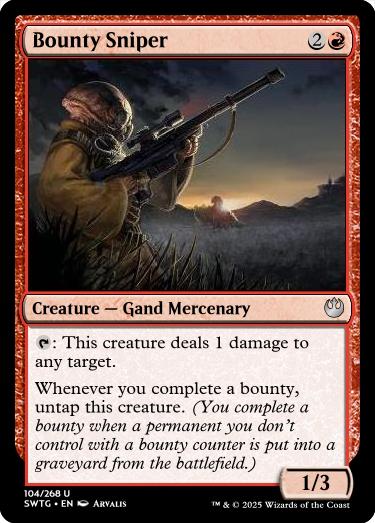 Bounty Sniper 2
Creature — Gand Mercenary
: This creature deals 1 damage to
any target.
Whenever you complete a bounty,
untap this creature. (You complete a
bounty when a permanent you don't
control with a bounty counter is put into a
graveyard from the battlefield.)
1/3
104/268 U
SWTG • EN Arvalis
™ & © 2025 Wizards of the Coast